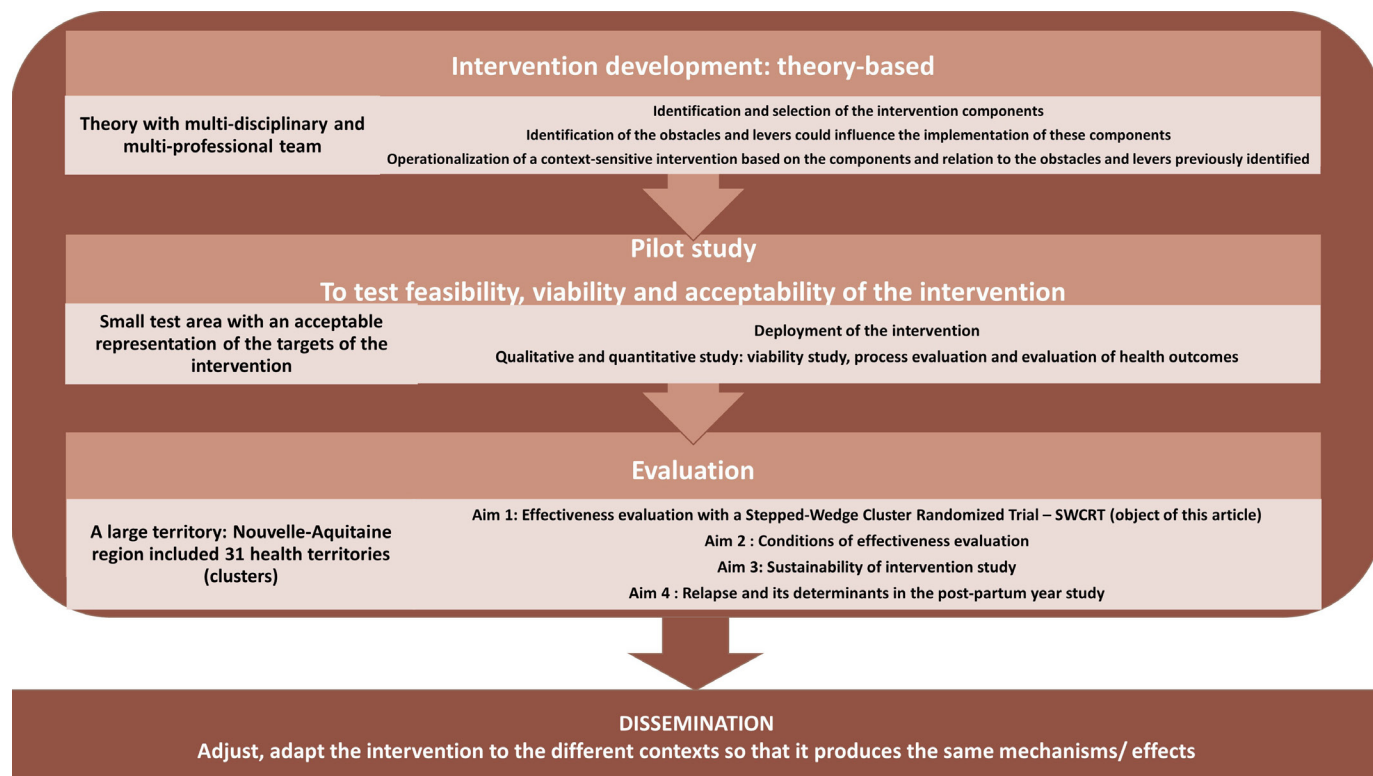 Intervention development: theory-based
Theory with multi-disciplinary and
multi-professional team
Identification and selection of the intervention components
Identification of the obstacles and levers could influence the implementation of these components
Operationalization of a context-sensitive intervention based on the components and relation to the obstacles and levers previously identified
Pilot study
To test feasibility, viability and acceptability of the intervention
Small test area with an acceptable
representation of the targets of the
intervention
Deployment of the intervention
Qualitative and quantitative study: viability study, process evaluation and evaluation of health outcomes
Evaluation
A large territory: Nouvelle-Aquitaine
region included 31 health territories
(clusters)
Aim 1: Effectiveness evaluation with a Stepped-Wedge Cluster Randomized Trial – SWCRT (object of this article)
Aim 2 : Conditions of effectiveness evaluation
Aim 3: Sustainability of intervention study
Aim 4 : Relapse and its determinants in the post-partum year study
DISSEMINATION
Adjust, adapt the intervention to the different contexts so that it produces the same mechanisms/ effects